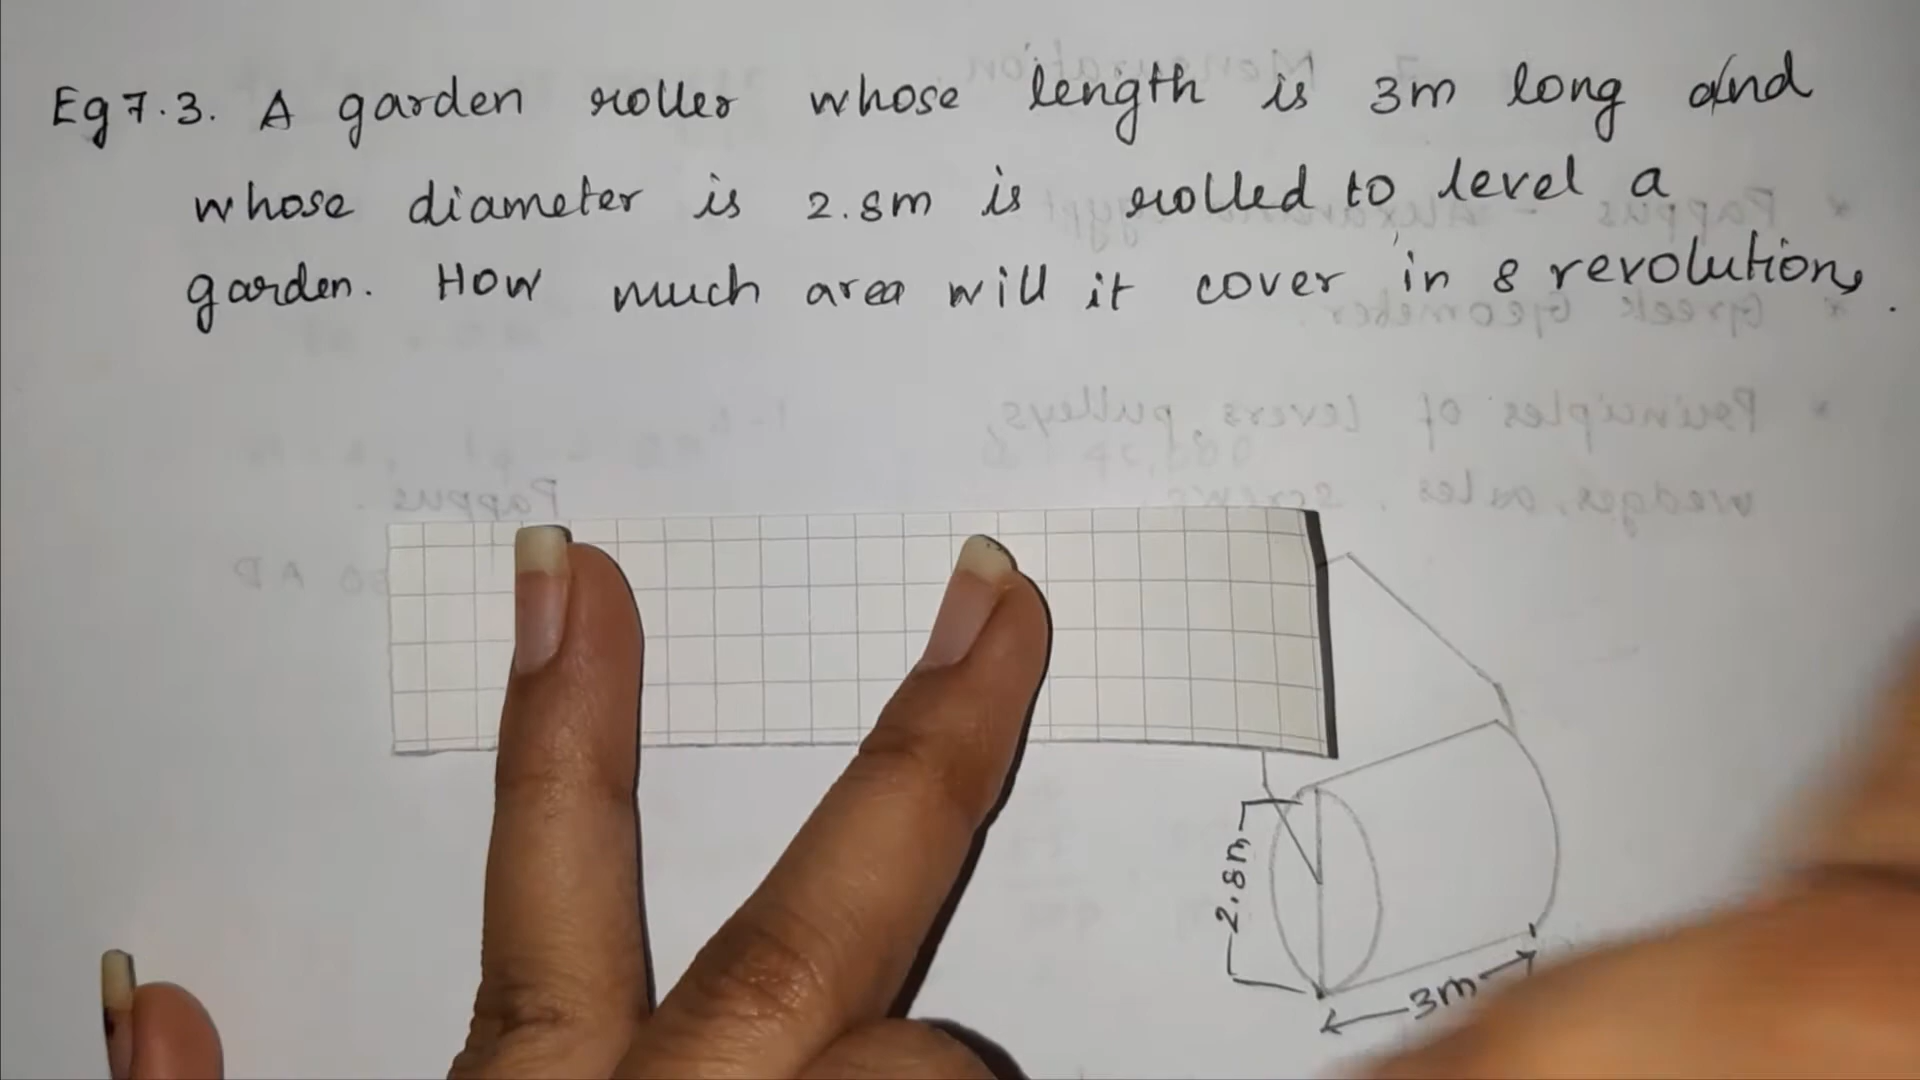 Eg 7.3. A garden roller whose length is 3m long and
whose diameter is 2.8m is rolled to level a
garden. How much area will it cover in 8 revolutions.
2.8m
3m